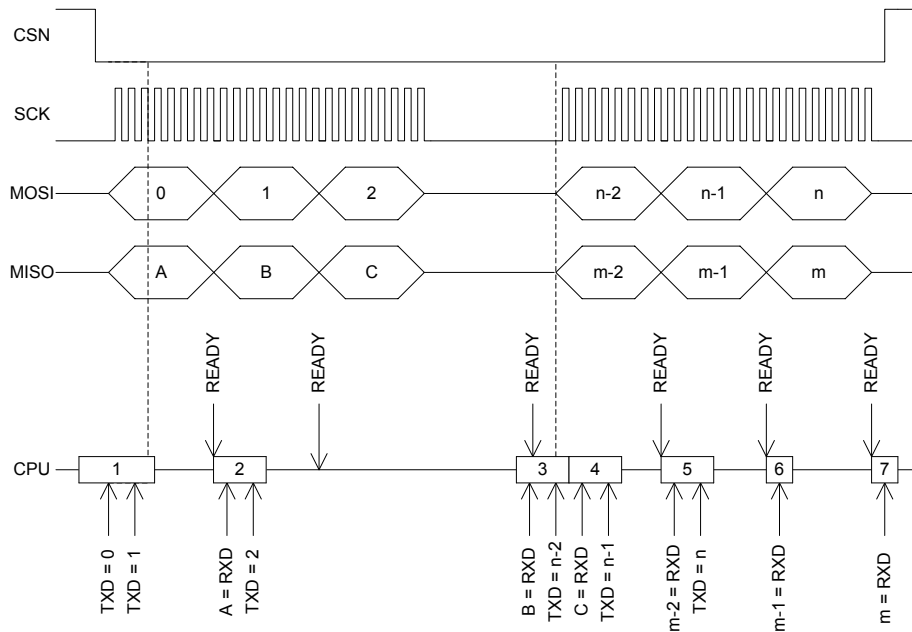 CSN
SCK
MOSI
0
1
2
n-2
n-1
n
MISO
A
B
C
m-2
m-1
m
READY
READY
READY
READY
READY
READY
CPU
1
2
3
4
5
6
7
TXD = 0
TXD = 1
A = RXD
TXD = 2
B = RXD
TXD = n-2
C = RXD
TXD = n-1
m-2 = RXD
TXD = n
m-1 = RXD
m = RXD